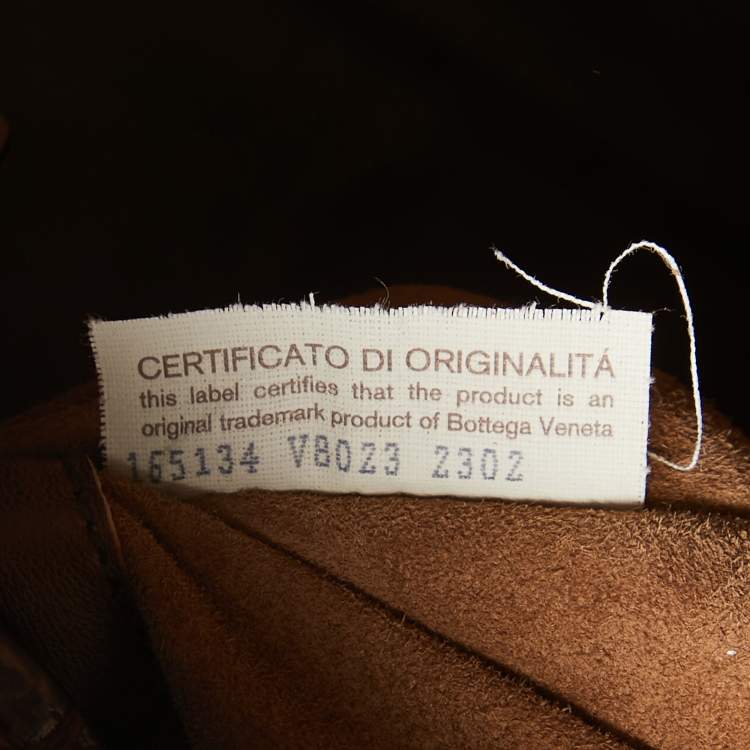 CERTIFICATO DI ORIGINALITÁ
this label certifies that the product is an
original trademark product of Bottega Veneta
165134 V8023 2302